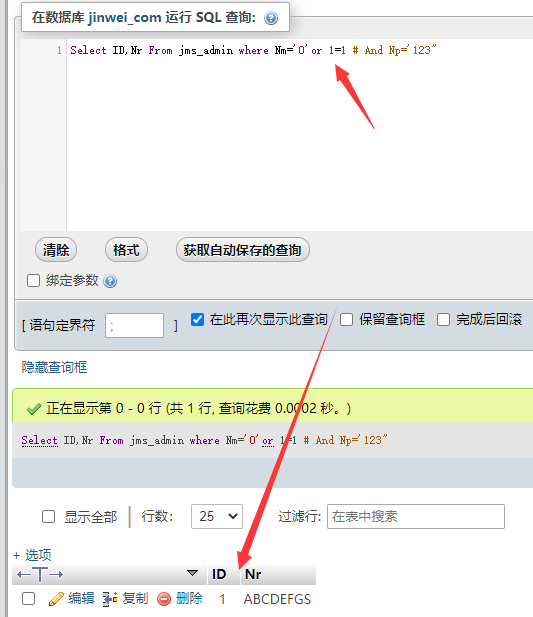 在数据库 jinwei_com 运行 SQL 查询:
1 Select ID,Nr From jms_admin where Nm='0'or 1=1 # And Np='123"
清除 格式 获取自动保存的查询
绑定参数
[ 语句定界符 ; ] 在此再次显示此查询 保留查询框 完成后回滚
隐藏查询框
正在显示第 0 - 0 行 (共 1 行, 查询花费 0.0002 秒。)
Select ID,Nr From jms_admin where Nm='0'or 1=1 # And Np='123"
显示全部 行数: 25 过滤行: 在表中搜索
+ 选项
←T→ ID Nr
编辑 复制 删除 1 ABCDEFGS